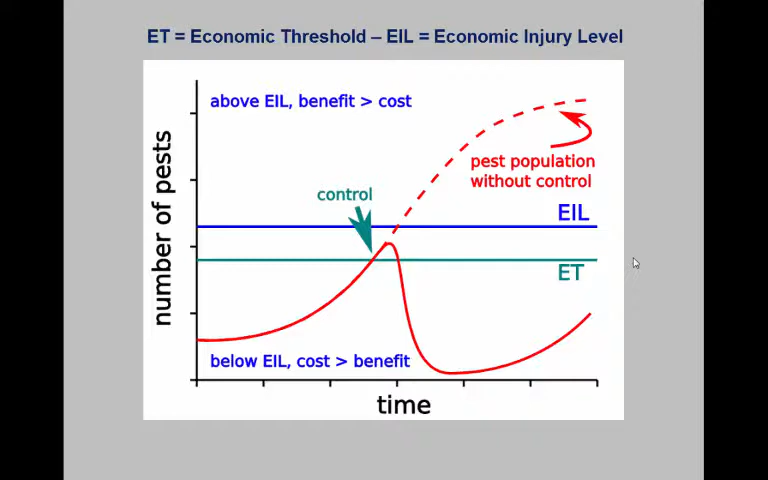 ET = Economic Threshold – EIL = Economic Injury Level
above EIL, benefit > cost
pest population
without control
control
EIL
ET
number of pests
below EIL, cost > benefit
time